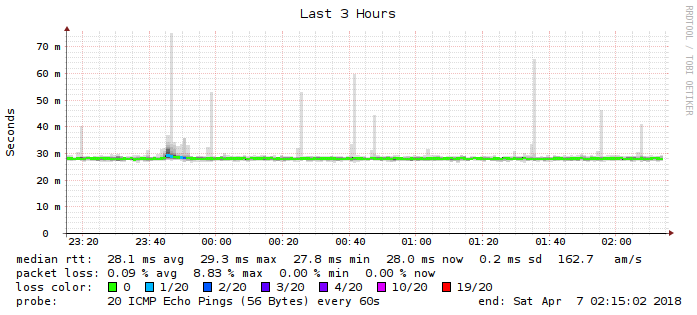 Last 3 Hours
RRDTOOL / TOBI OETIKER
Seconds
70 m
60 m
50 m
40 m
30 m
20 m
10 m
0
23:20 23:40 00:00 00:20 00:40 01:00 01:20 01:40 02:00
median rtt: 28.1 ms avg 29.3 ms max 27.8 ms min 28.0 ms now 0.2 ms sd 162.7 am/s
packet loss: 0.09 % avg 8.83 % max 0.00 % min 0.00 % now
loss color: 0 1/20 2/20 3/20 4/20 10/20 19/20
probe: 20 ICMP Echo Pings (56 Bytes) every 60s end: Sat Apr 7 02:15:02 2018